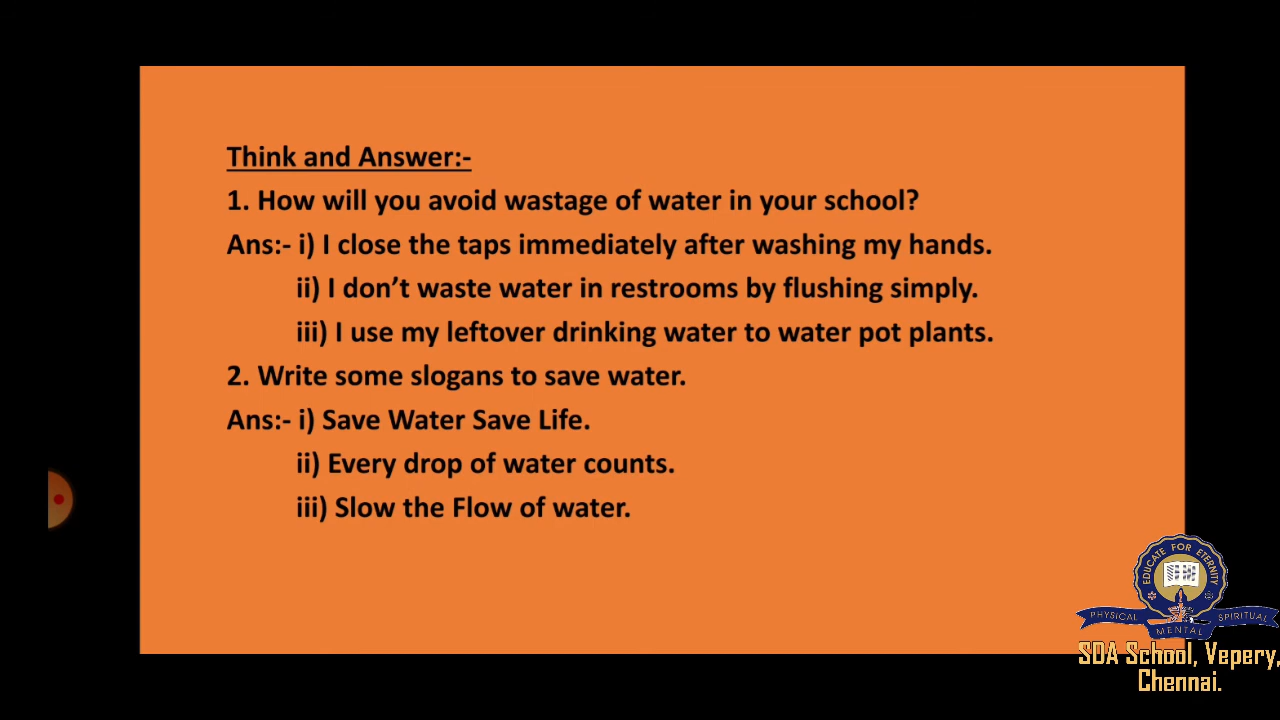 Think and Answer:-
1. How will you avoid wastage of water in your school?
Ans:- i) I close the taps immediately after washing my hands.
ii) I don't waste water in restrooms by flushing simply.
iii) I use my leftover drinking water to water pot plants.
2. Write some slogans to save water.
Ans:- i) Save Water Save Life.
ii) Every drop of water counts.
iii) Slow the Flow of water.
EDUCATE FOR ETERNITY
PHYSICAL MENTAL SPIRITUAL
SDA School, Vepery,
Chennai.